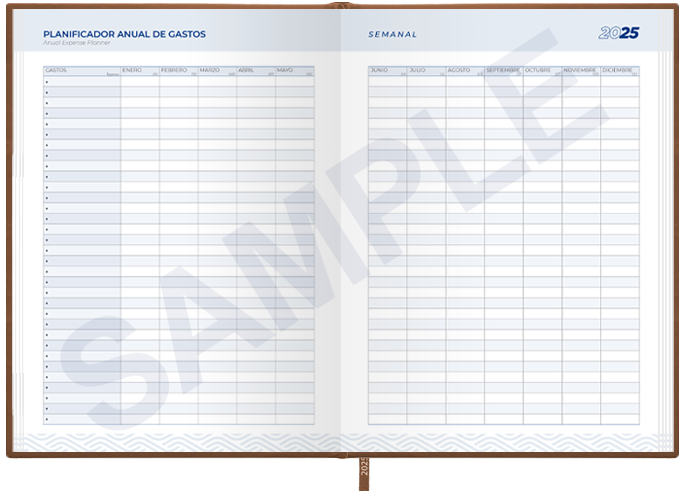 PLANIFICADOR ANUAL DE GASTOS
Anual Expense Planner
SEMANAL
2025
GASTOS ENERO FEBRERO MARZO ABRIL MAYO
JUNIO JULIO AGOSTO SEPTIEMBRE OCTUBRE NOVIEMBRE DICIEMBRE
SAMPLE
2025